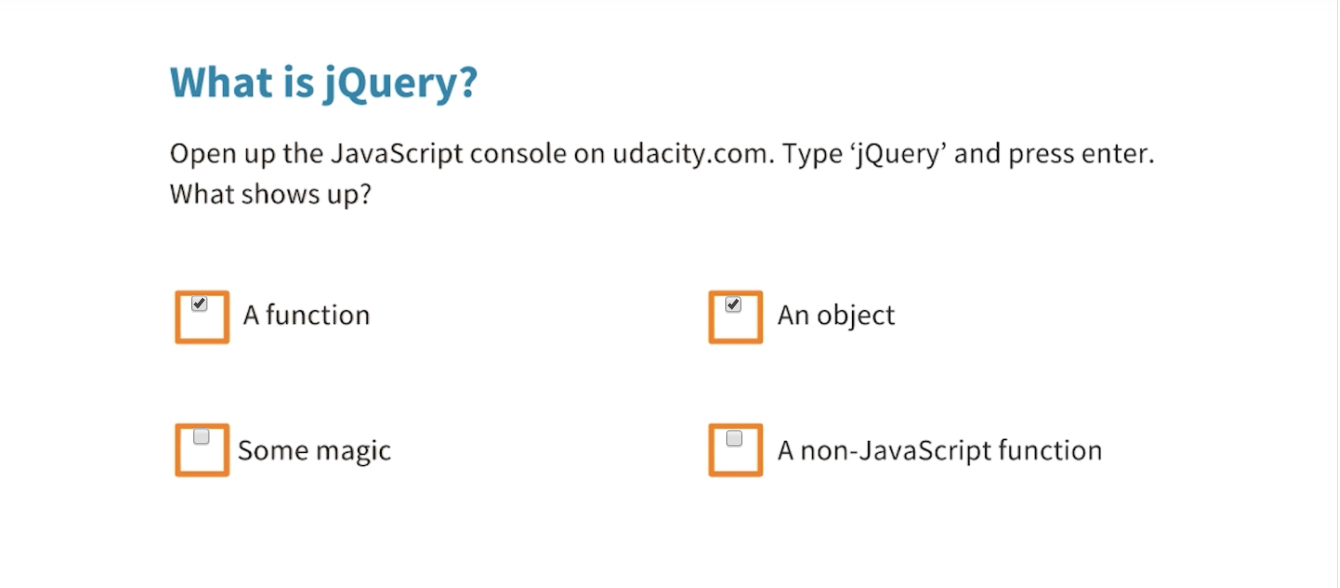 What is jQuery?
Open up the JavaScript console on udacity.com. Type ‘jQuery’ and press enter.
What shows up?
A function
An object
Some magic
A non-JavaScript function